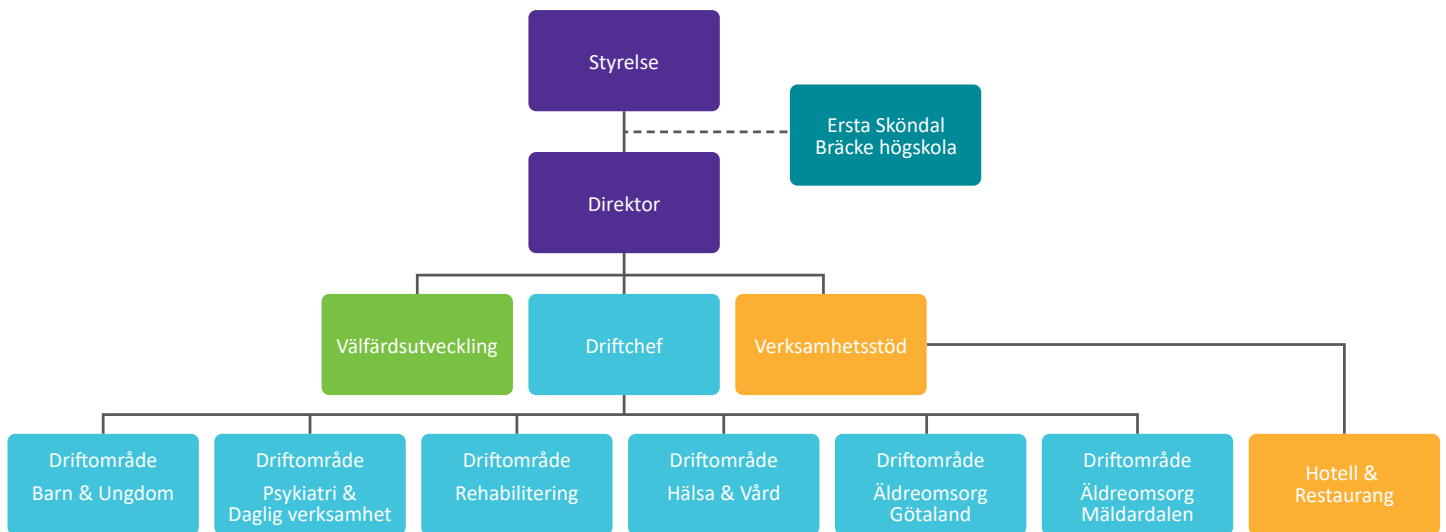 Styrelse
Ersta Sköndal
Bräcke högskola
Direktor
Välfärdsutveckling
Driftchef
Verksamhetsstöd
Driftområde
Barn & Ungdom
Driftområde
Psykiatri &
Daglig verksamhet
Driftområde
Rehabilitering
Driftområde
Hälsa & Vård
Driftområde
Äldreomsorg
Götaland
Driftområde
Äldreomsorg
Mäldardalen
Hotell &
Restaurang